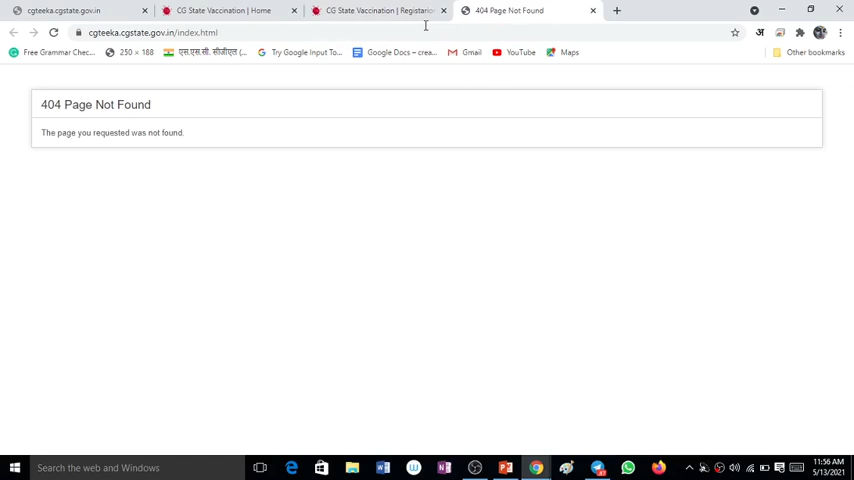 cgteeka.cgstate.gov.in
CG State Vaccination | Home
CG State Vaccination | Registratio
404 Page Not Found
cgteeka.cgstate.gov.in/index.html
Free Grammar Chec...
250 × 188
एस.एस.सी. सीजीएल (...
Try Google Input To...
Google Docs – crea...
Gmail
YouTube
Maps
Other bookmarks
404 Page Not Found
The page you requested was not found.
Search the web and Windows
11:56 AM
5/13/2021